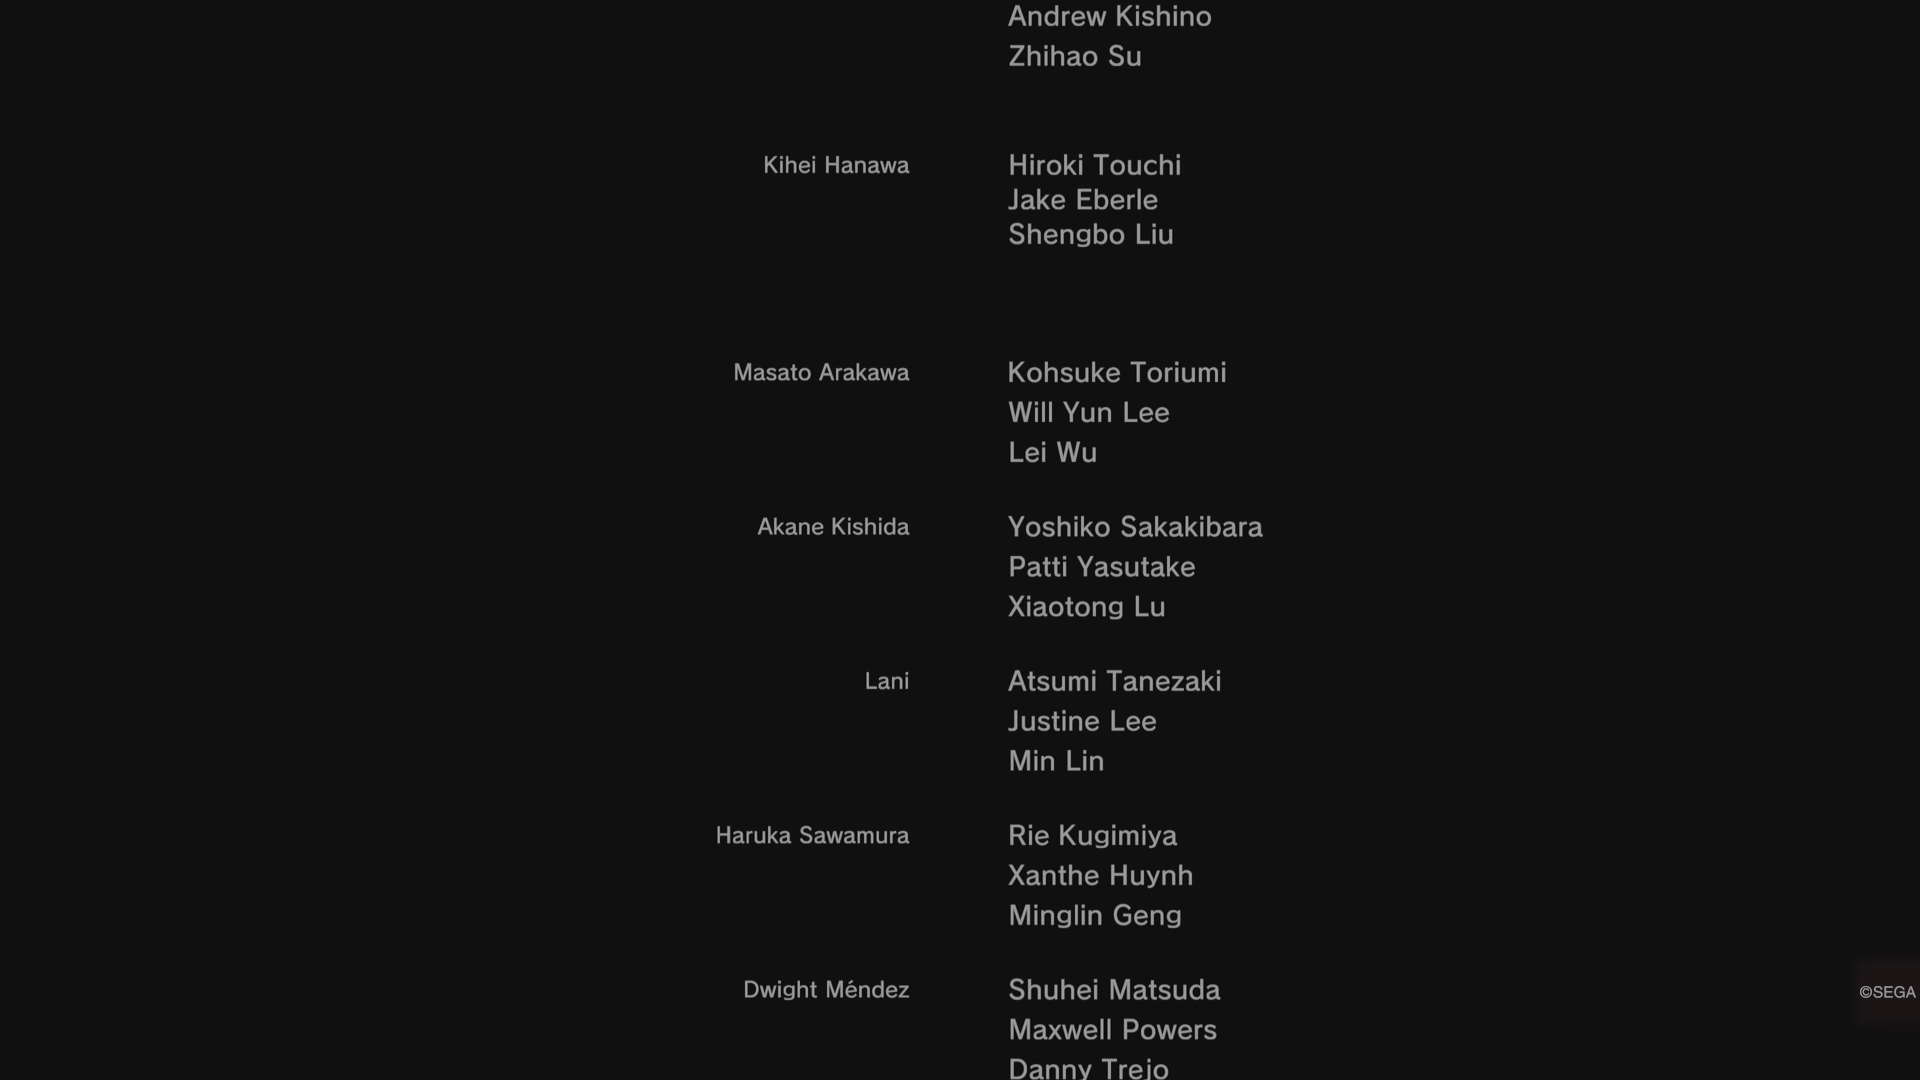 Andrew Kishino
Zhihao Su
Kihei Hanawa Hiroki Touchi
Jake Eberle
Shengbo Liu
Masato Arakawa Kohsuke Toriumi
Will Yun Lee
Lei Wu
Akane Kishida Yoshiko Sakakibara
Patti Yasutake
Xiaotong Lu
Lani Atsumi Tanezaki
Justine Lee
Min Lin
Haruka Sawamura Rie Kugimiya
Xanthe Huynh
Minglin Geng
Dwight Méndez Shuhei Matsuda
©SEGA
Maxwell Powers
Danny Trejo